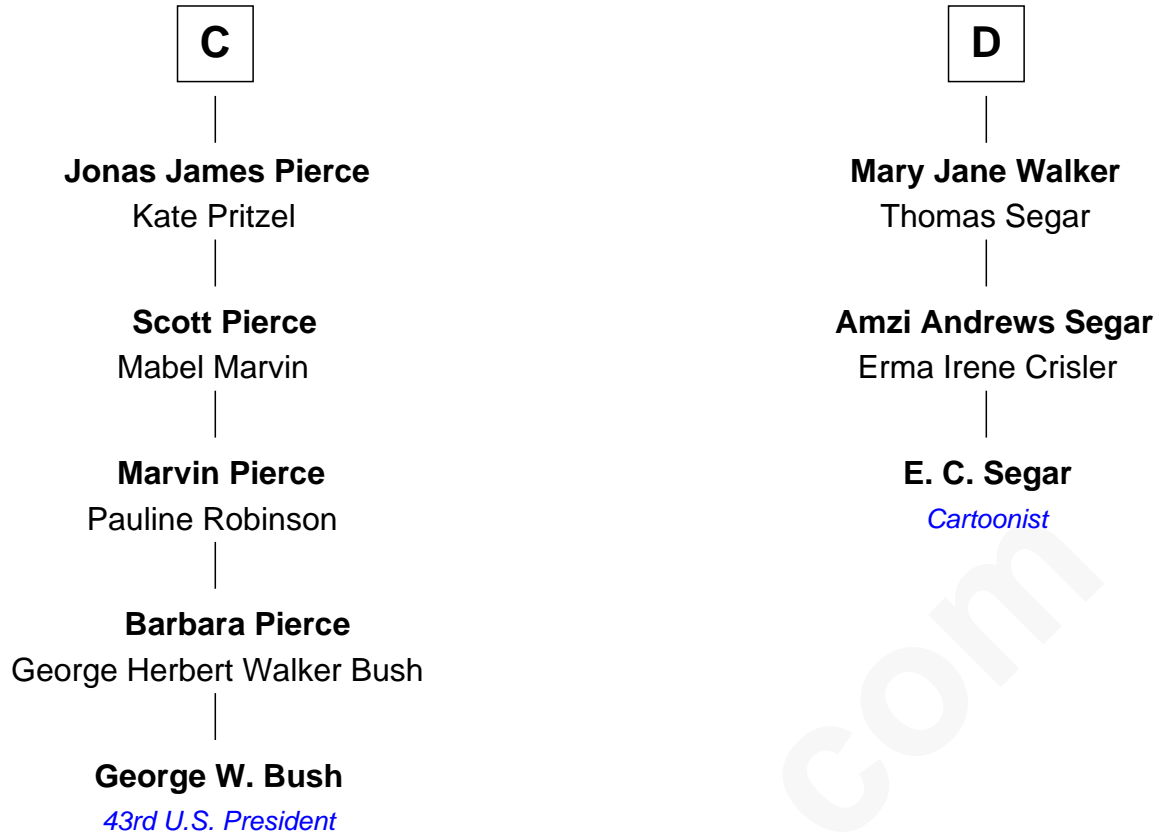 C
Jonas James Pierce
Kate Pritzel
Scott Pierce
Mabel Marvin
Marvin Pierce
Pauline Robinson
Barbara Pierce
George Herbert Walker Bush
George W. Bush
43rd U.S. President
D
Mary Jane Walker
Thomas Segar
Amzi Andrews Segar
Erma Irene Crisler
E. C. Segar
Cartoonist
com